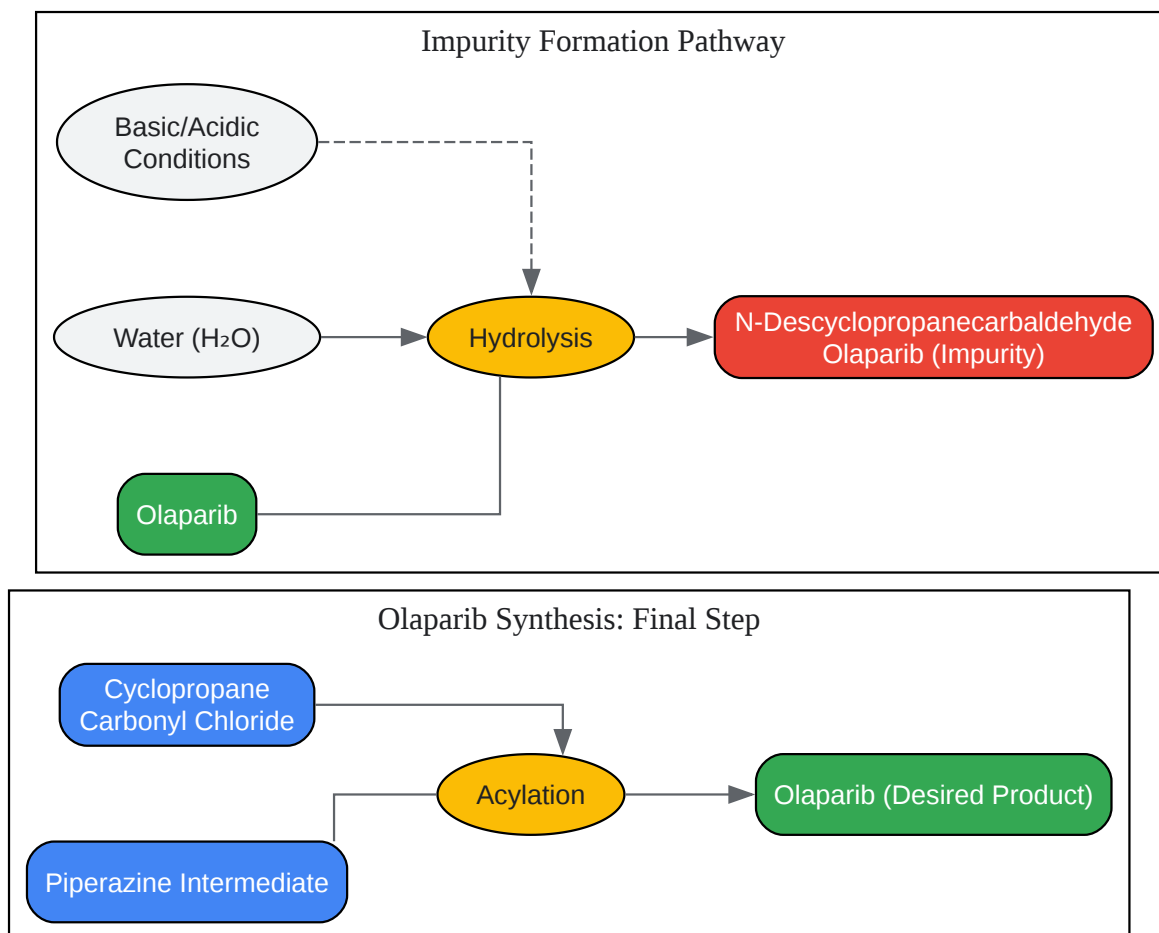 Impurity Formation Pathway
Basic/Acidic
Conditions
Water (H₂O)
Hydrolysis
N-Descyclopropanecarbaldehyde
Olaparib (Impurity)
Olaparib
Olaparib Synthesis: Final Step
Cyclopropane
Carbonyl Chloride
Acylation
Olaparib (Desired Product)
Piperazine Intermediate